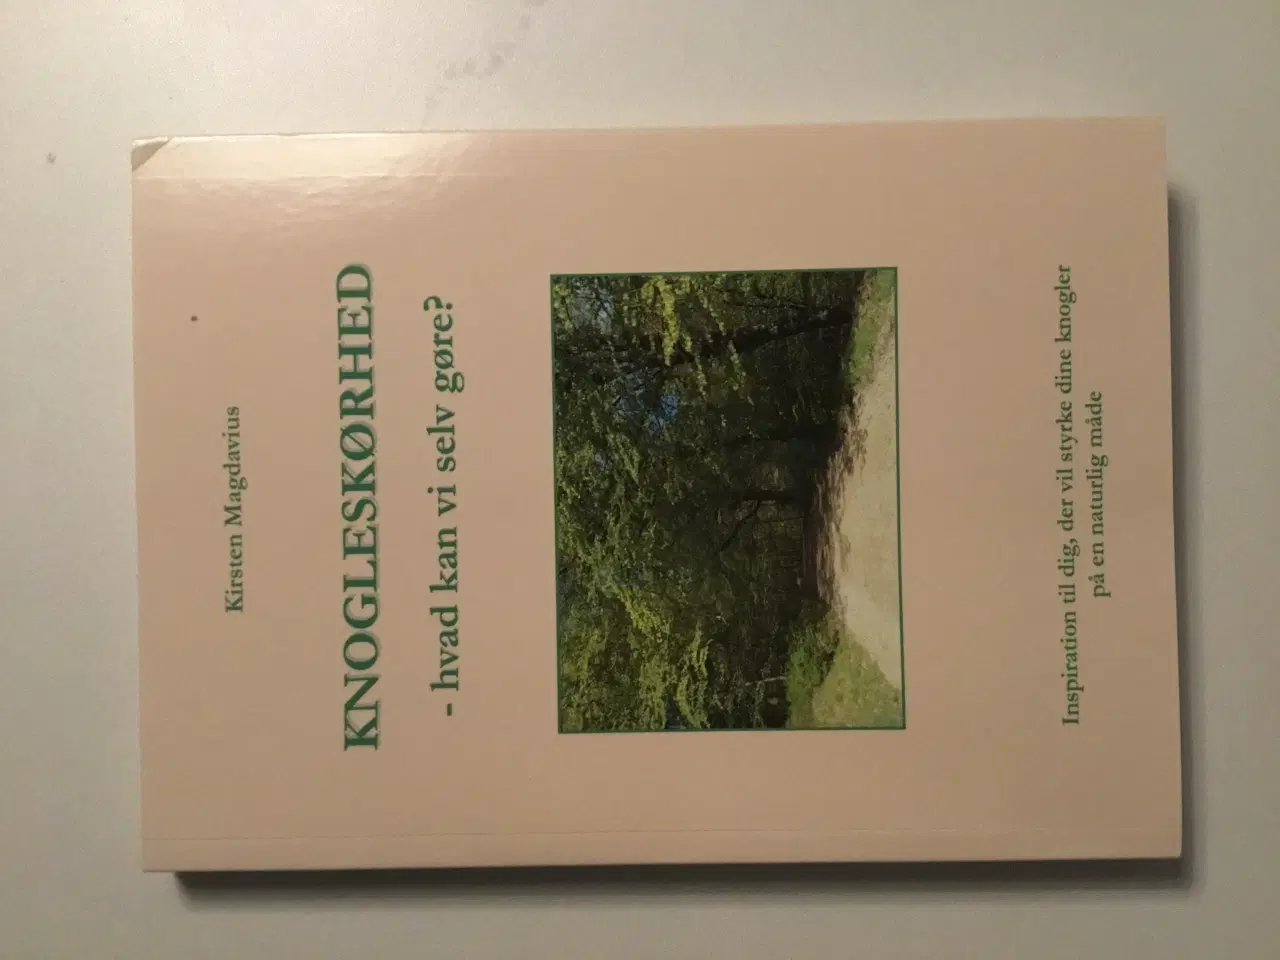 Kirsten Magdavius
KNOGLESKØRHED
- hvad kan vi selv gøre?
Inspiration til dig, der vil styrke dine knogler
på en naturlig måde